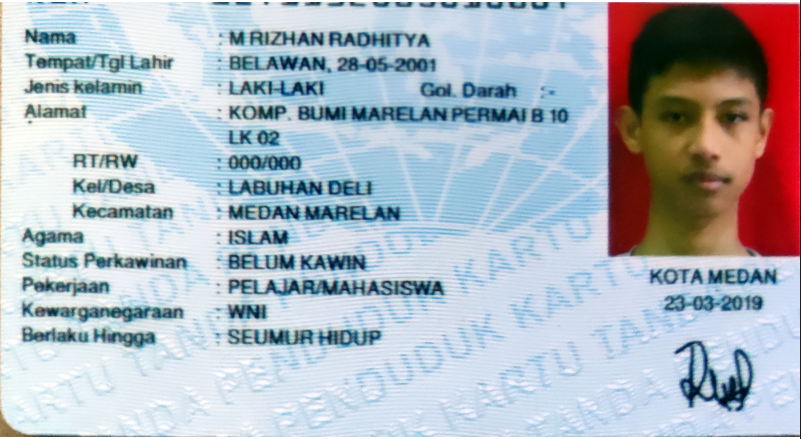 Nama : M RIZHAN RADHITYA
Tempat/Tgl Lahir : BELAWAN, 28-05-2001
Jenis kelamin : LAKI-LAKI Gol. Darah :-
Alamat : KOMP. BUMI MARELAN PERMAI B 10
LK 02
RT/RW : 000/000
Kel/Desa : LABUHAN DELI
Kecamatan : MEDAN MARELAN
Agama : ISLAM
Status Perkawinan : BELUM KAWIN
Pekerjaan : PELAJAR/MAHASISWA
Kewarganegaraan : WNI
Berlaku Hingga : SEUMUR HIDUP
KOTA MEDAN
23-03-2019